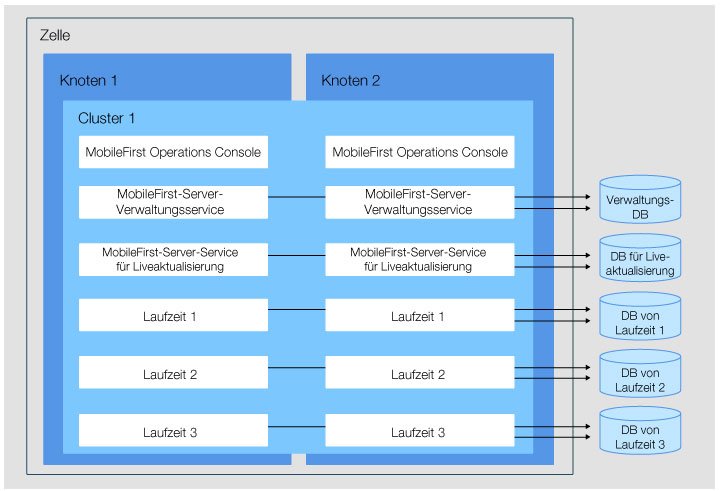 Zelle
Knoten 1
Knoten 2
Cluster 1
MobileFirst Operations Console
MobileFirst Operations Console
MobileFirst-Server-
Verwaltungsservice
MobileFirst-Server-
Verwaltungsservice
Verwaltungs-
DB
MobileFirst-Server-Service
für Liveaktualisierung
MobileFirst-Server-Service
für Liveaktualisierung
DB für Live-
aktualisierung
Laufzeit 1
Laufzeit 1
DB von
Laufzeit 1
Laufzeit 2
Laufzeit 2
DB von
Laufzeit 2
Laufzeit 3
Laufzeit 3
DB von
Laufzeit 3